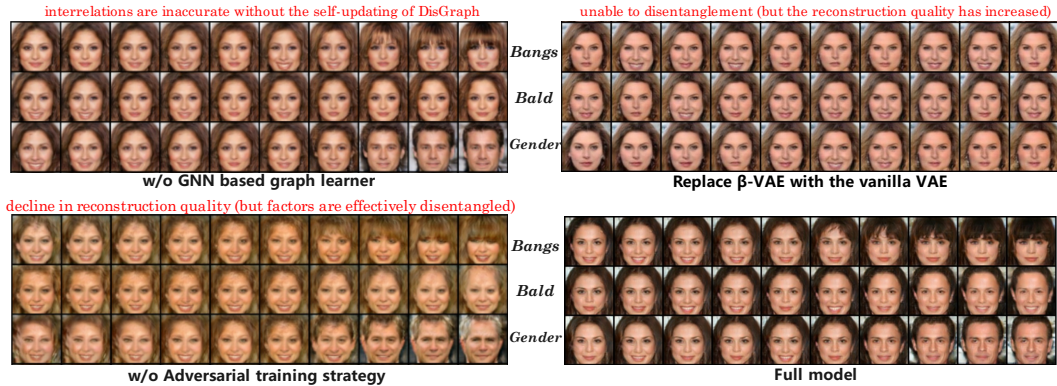 interrelations are inaccurate without the self-updating of DisGraph
unable to disentanglement (but the reconstruction quality has increased)
Bangs
Bald
Gender
w/o GNN based graph learner
Replace β-VAE with the vanilla VAE
decline in reconstruction quality (but factors are effectively disentangled)
Bangs
Bald
Gender
w/o Adversarial training strategy
Full model